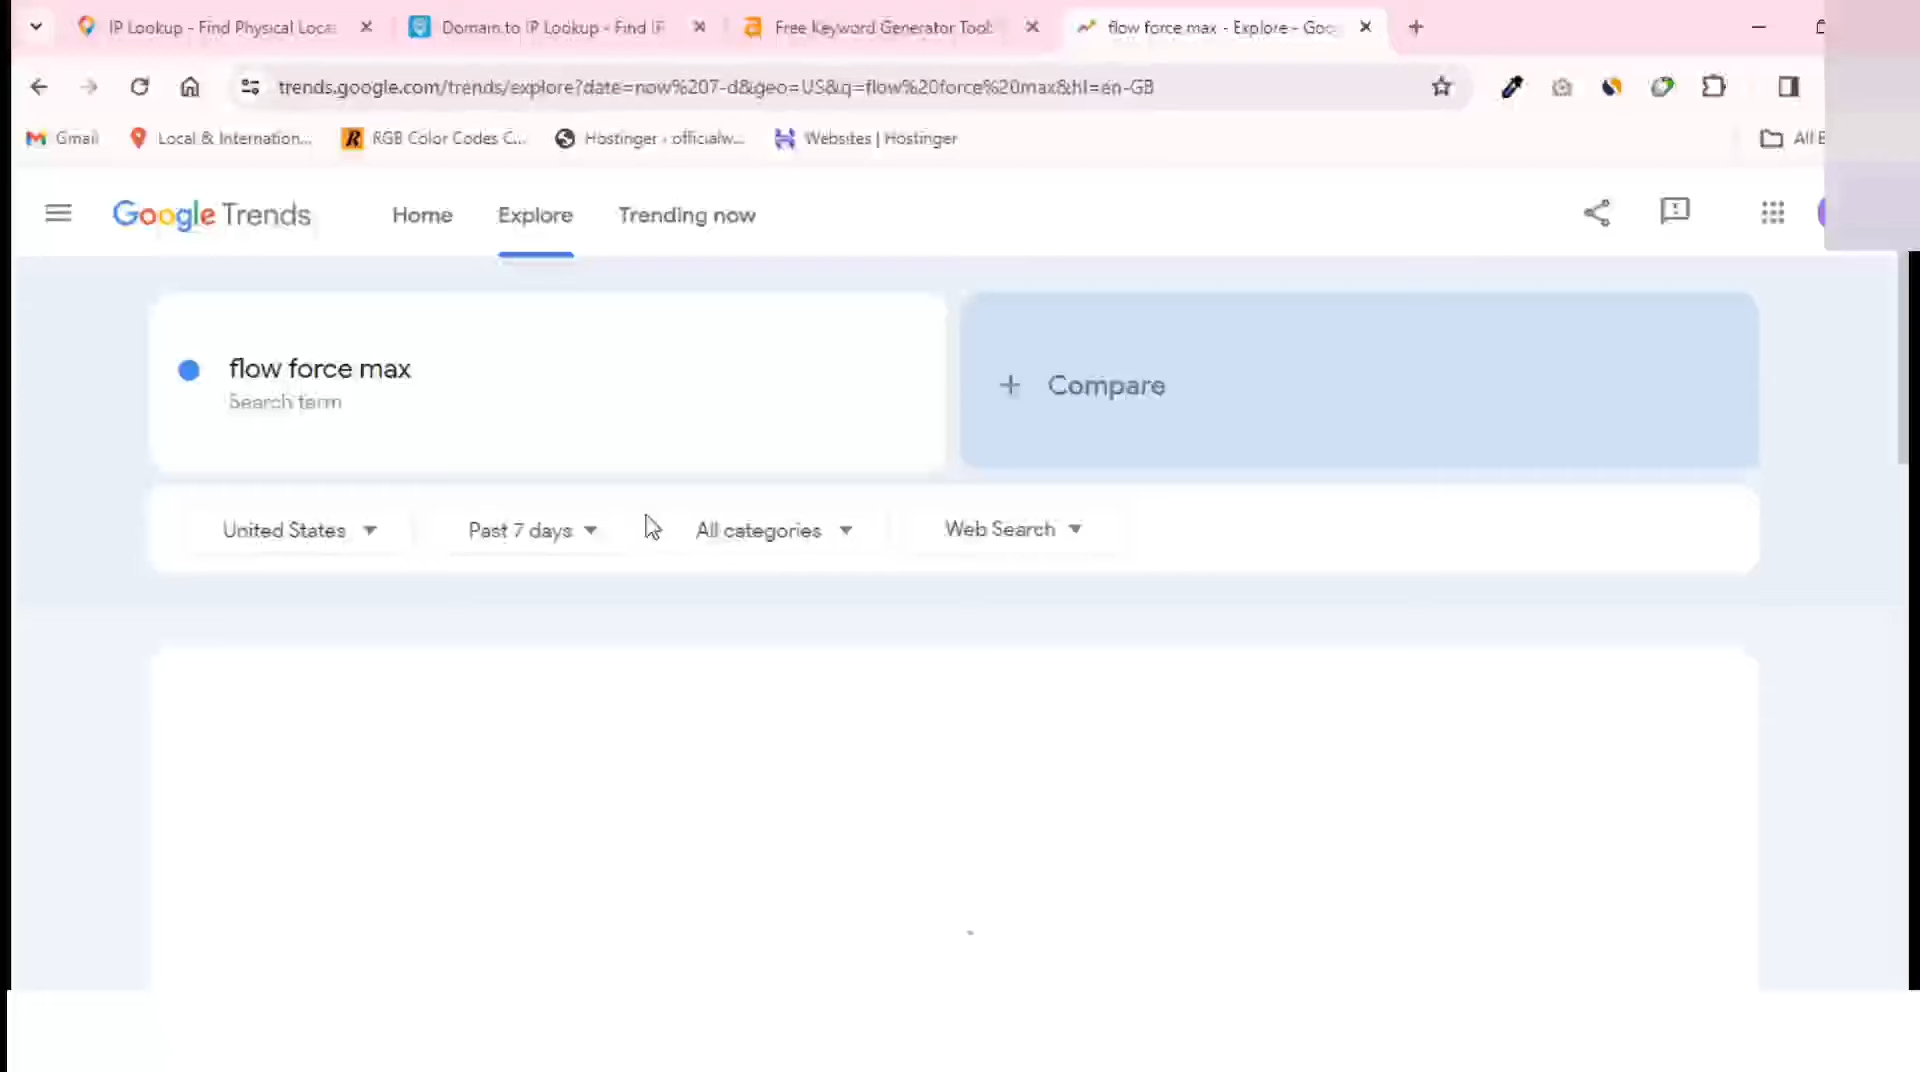 IP Lookup - Find Physical Loca
Domain to IP Lookup - Find IP
Free Keyword Generator Tool:
flow force max - Explore - Goo
trends.google.com/trends/explore?date=now%207-d&geo=US&q=flow%20force%20max&hl=en-GB
Gmail
Local & Internation...
RGB Color Codes C...
Hostinger - officialw...
Websites | Hostinger
All B
Google Trends
Home
Explore
Trending now
flow force max
Search term
+ Compare
United States
Past 7 days
All categories
Web Search